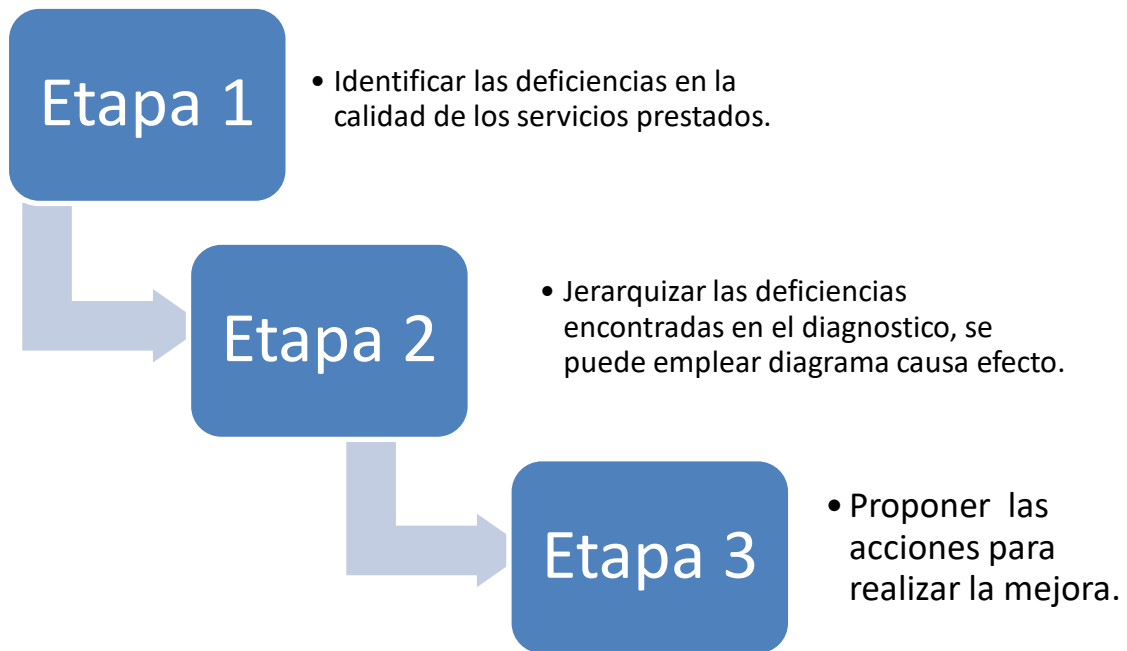 Etapa 1
• Identificar las deficiencias en la
calidad de los servicios prestados.
Etapa 2
• Jerarquizar las deficiencias
encontradas en el diagnostico, se
puede emplear diagrama causa efecto.
Etapa 3
• Proponer las
acciones para
realizar la mejora.